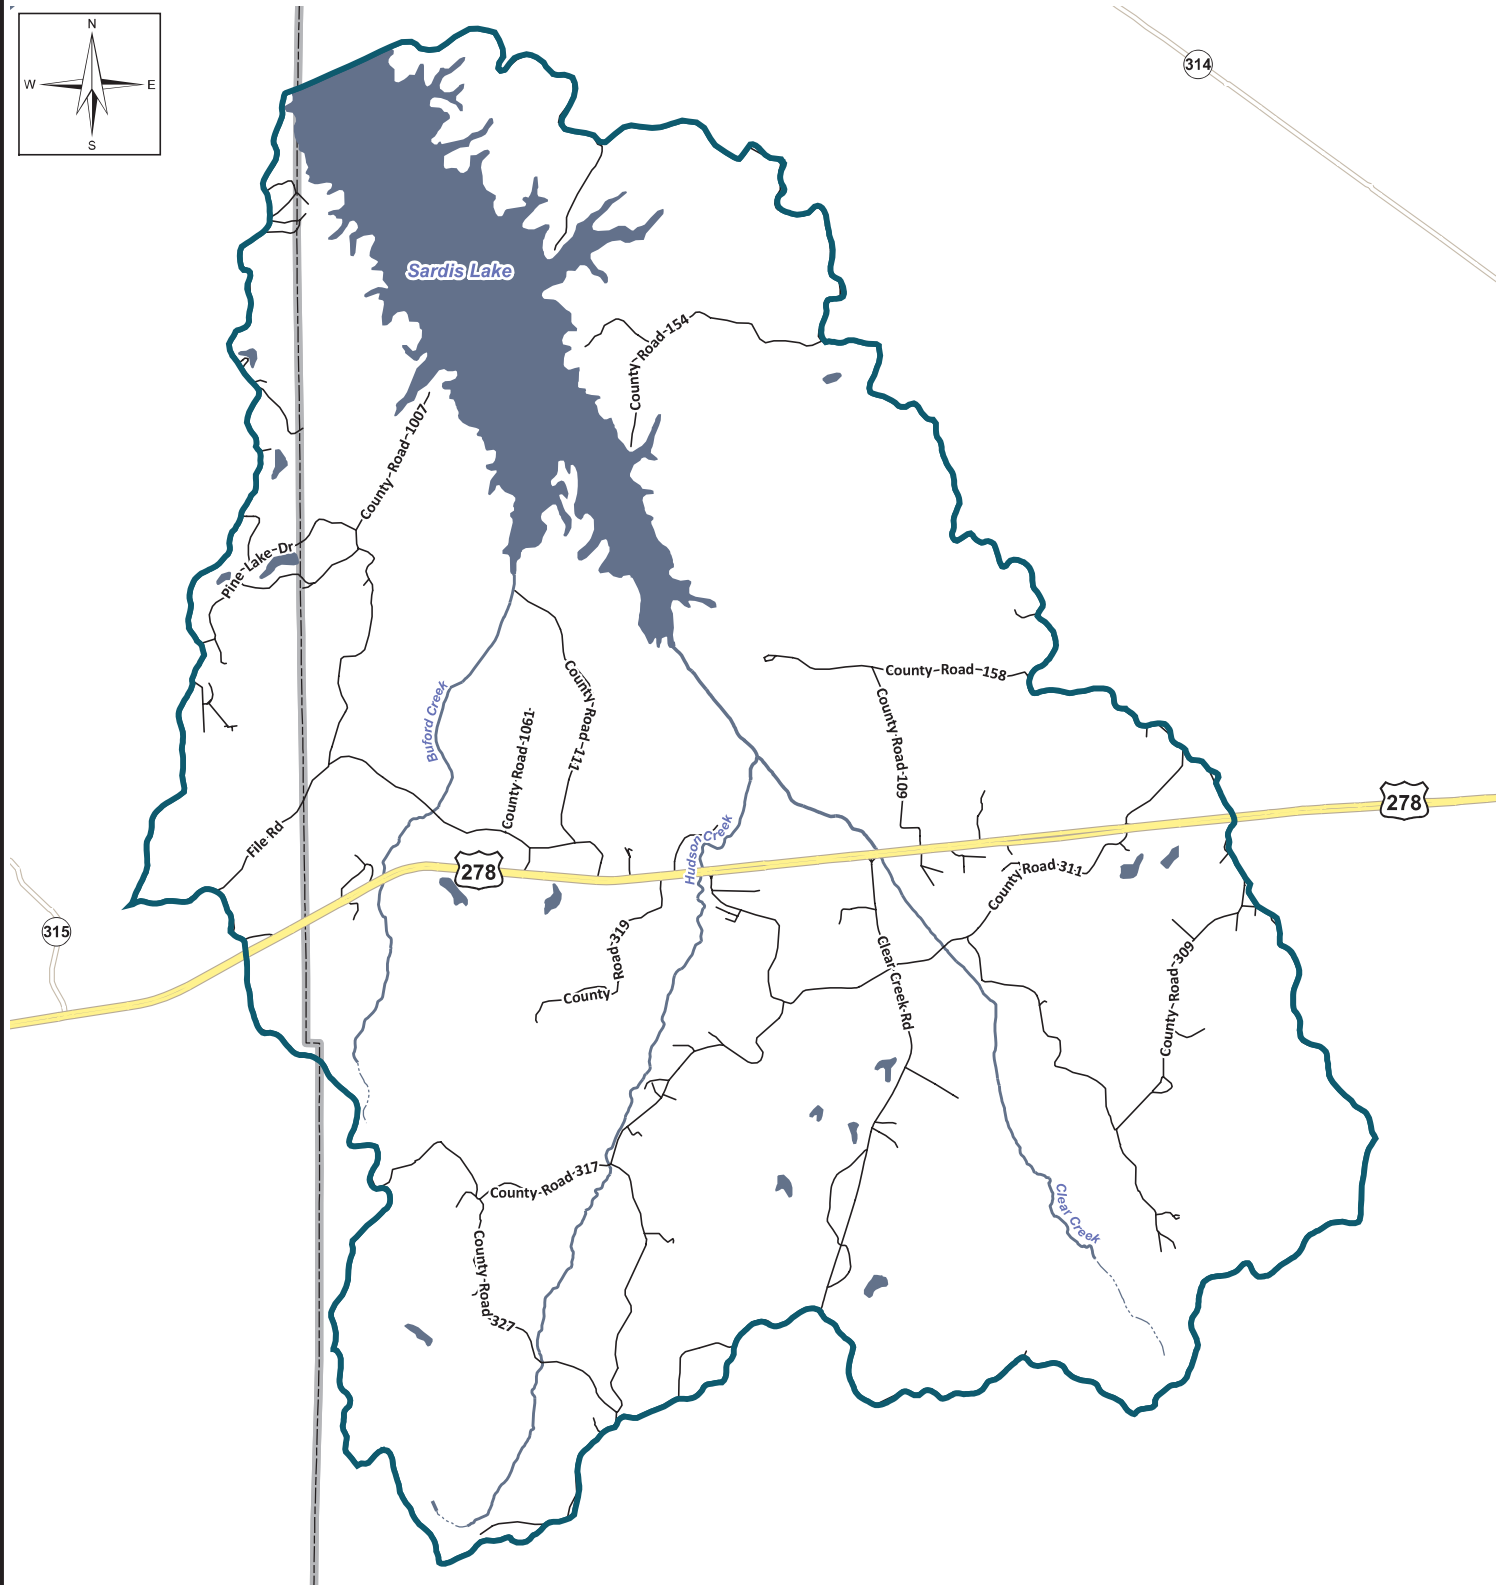 N
W
E
S
314
Sardis Lake
County-Road-154
County-Road-1007
Pine-Lake-Dr
County-Road-158
County-Road-111
Buford Creek
County-Road-1061
County-Road-109
278
File-Rd
Hudson Creek
278
County-Road-311
315
County-Road-319
Clear-Creek-Rd
County-Road-309
County-Road-317
Clear Creek
County-Road-327